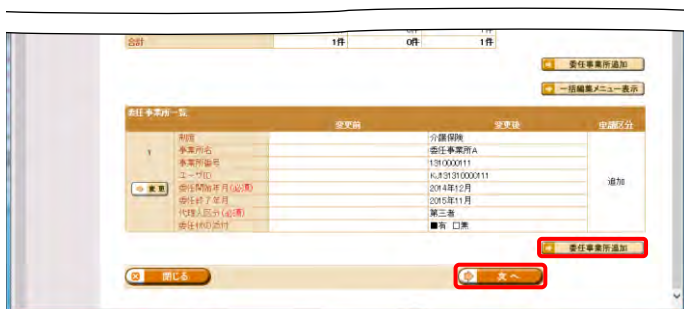 合計 1件 0件 1件
委任事業所追加
一括編集メニュー表示
委任事業所一覧
変更前 変更後 申請区分
1
変更
制度 介護保険
事業所名 委任事業所A
事業所番号 1310000111
ユーザID KJ131310000111
委任開始年月(必須) 2014年12月
委任終了年月 2015年11月
代理人区分(必須) 第三者
委任状の添付 ■有 口無
追加
委任事業所追加
閉じる 次へ